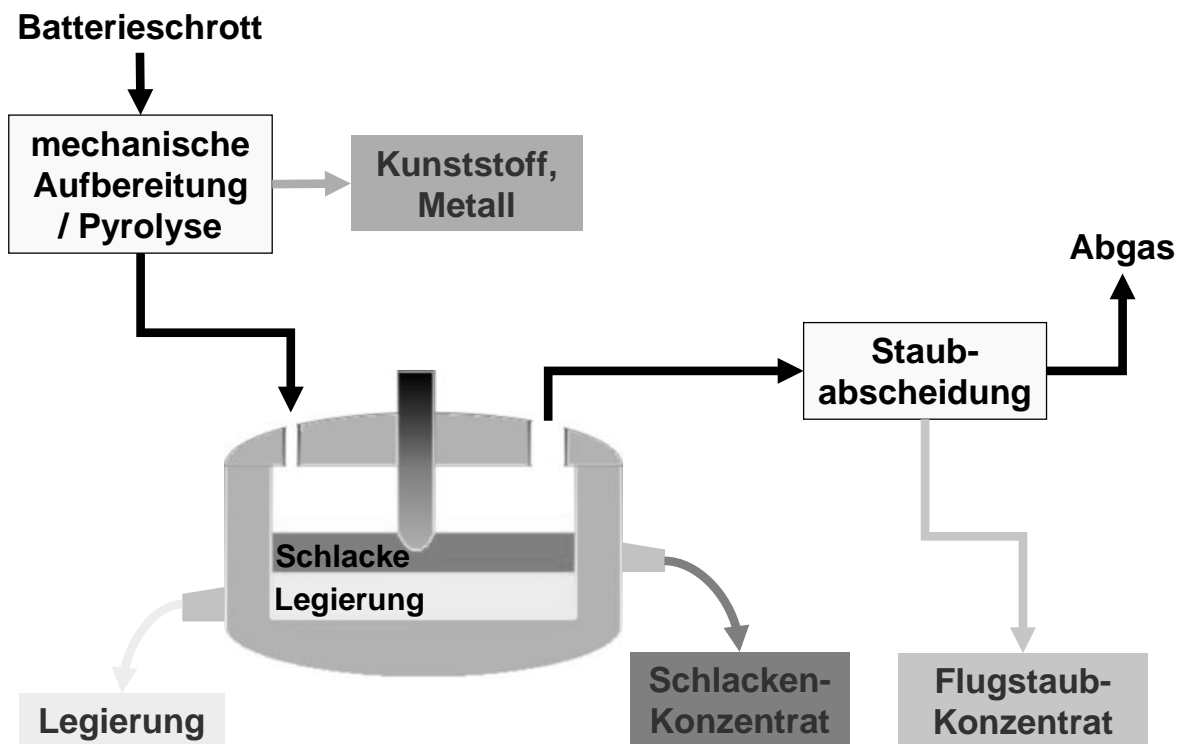 Batterieschrott
mechanische
Aufbereitung
/ Pyrolyse
Kunststoff,
Metall
Abgas
Staub-
abscheidung
Schlacke
Legierung
Legierung
Schlacken-
Konzentrat
Flugstaub-
Konzentrat